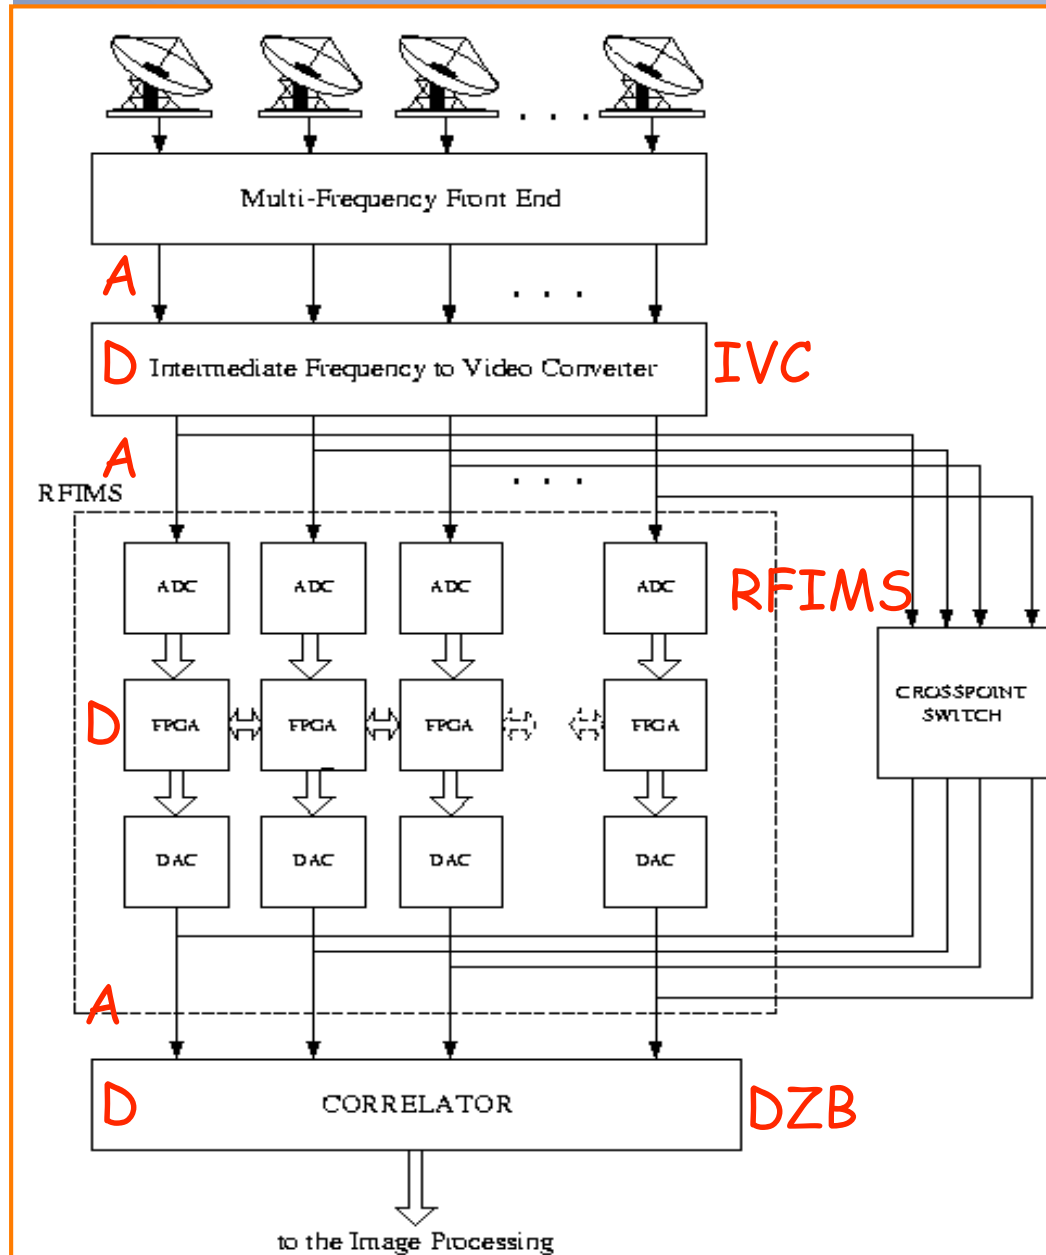 . . .
Multi-Frequency Front End
A
. . .
D Intermediate Frequency to Video Converter IVC
A
. . .
RFIMS
ADC ADC ADC ADC
RFIMS
D FPGA FPGA FPGA FPGA
CROSSPOINT
SWITCH
DAC DAC DAC DAC
A
D CORRELATOR DZB
to the Image Processing